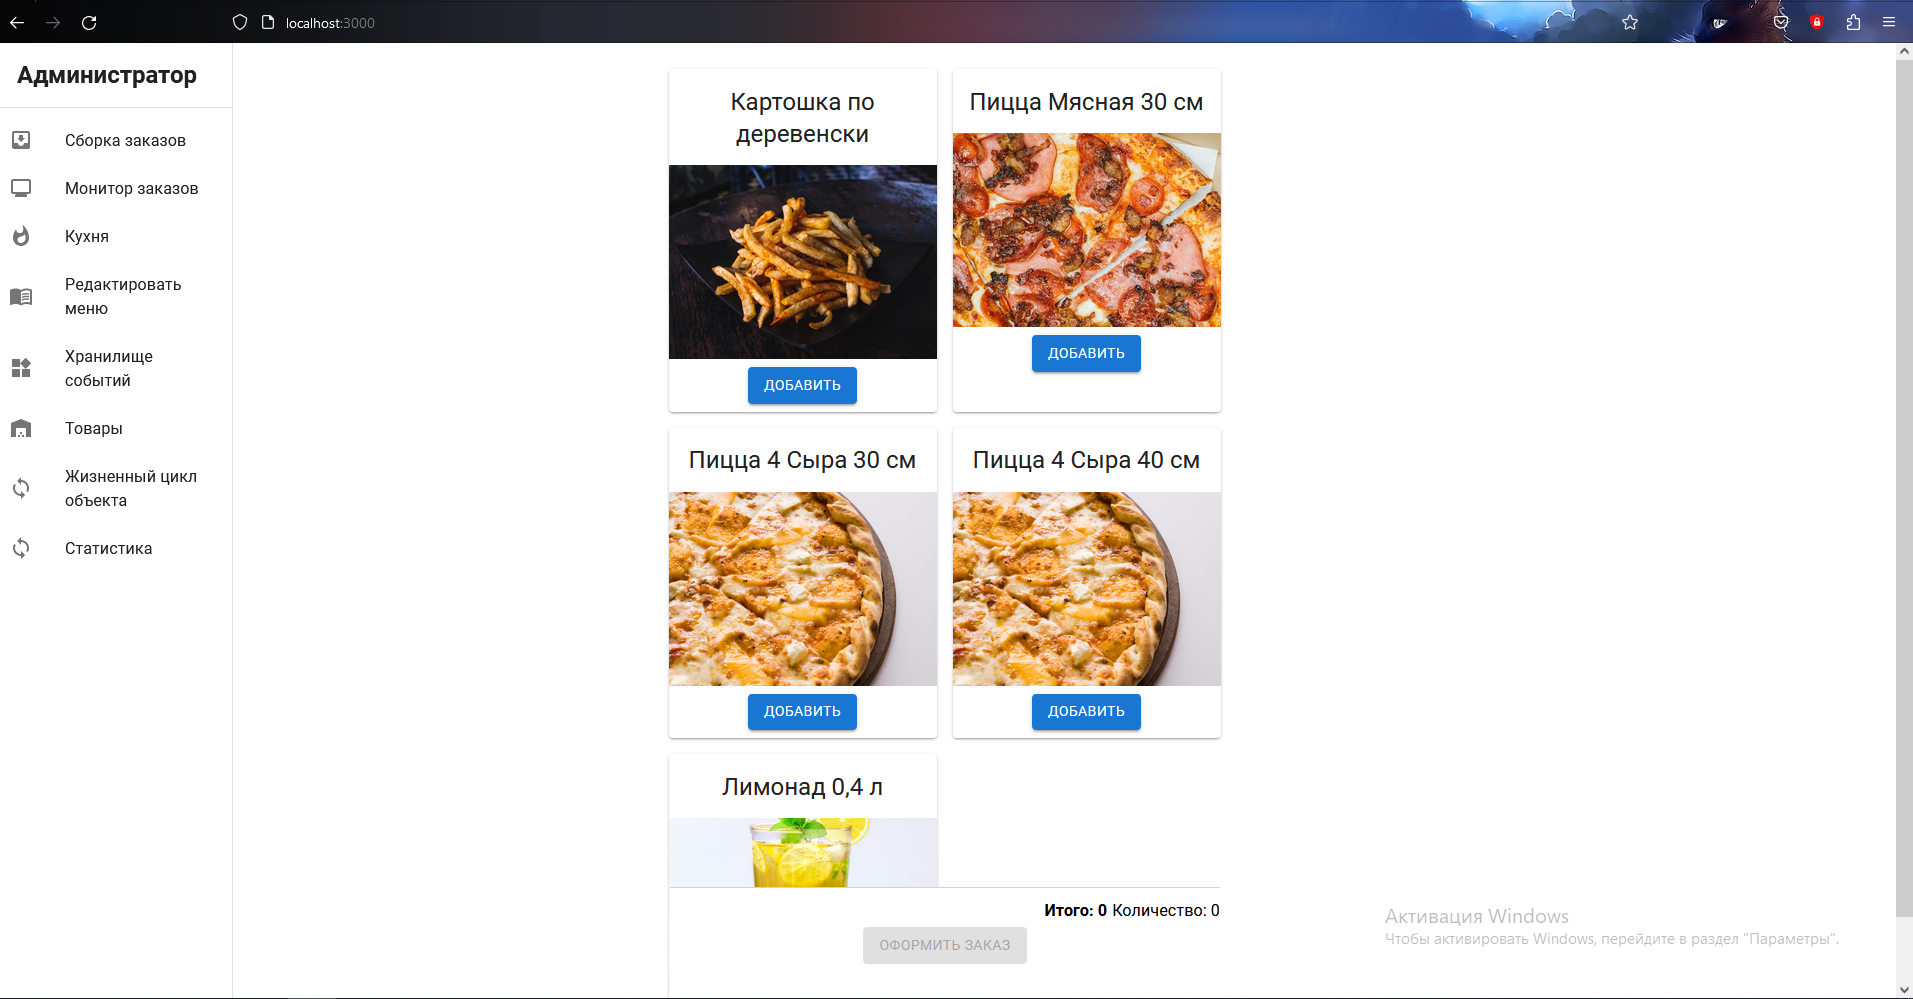 localhost:3000
Администратор
Сборка заказов
Монитор заказов
Кухня
Редактировать
меню
Хранилище
событий
Товары
Жизненный цикл
объекта
Статистика
Картошка по
деревенски
ДОБАВИТЬ
Пицца Мясная 30 см
ДОБАВИТЬ
Пицца 4 Сыра 30 см
ДОБАВИТЬ
Пицца 4 Сыра 40 см
ДОБАВИТЬ
Лимонад 0,4 л
Итого: 0 Количество: 0
ОФОРМИТЬ ЗАКАЗ
Активация Windows
Чтобы активировать Windows, перейдите в раздел "Параметры".